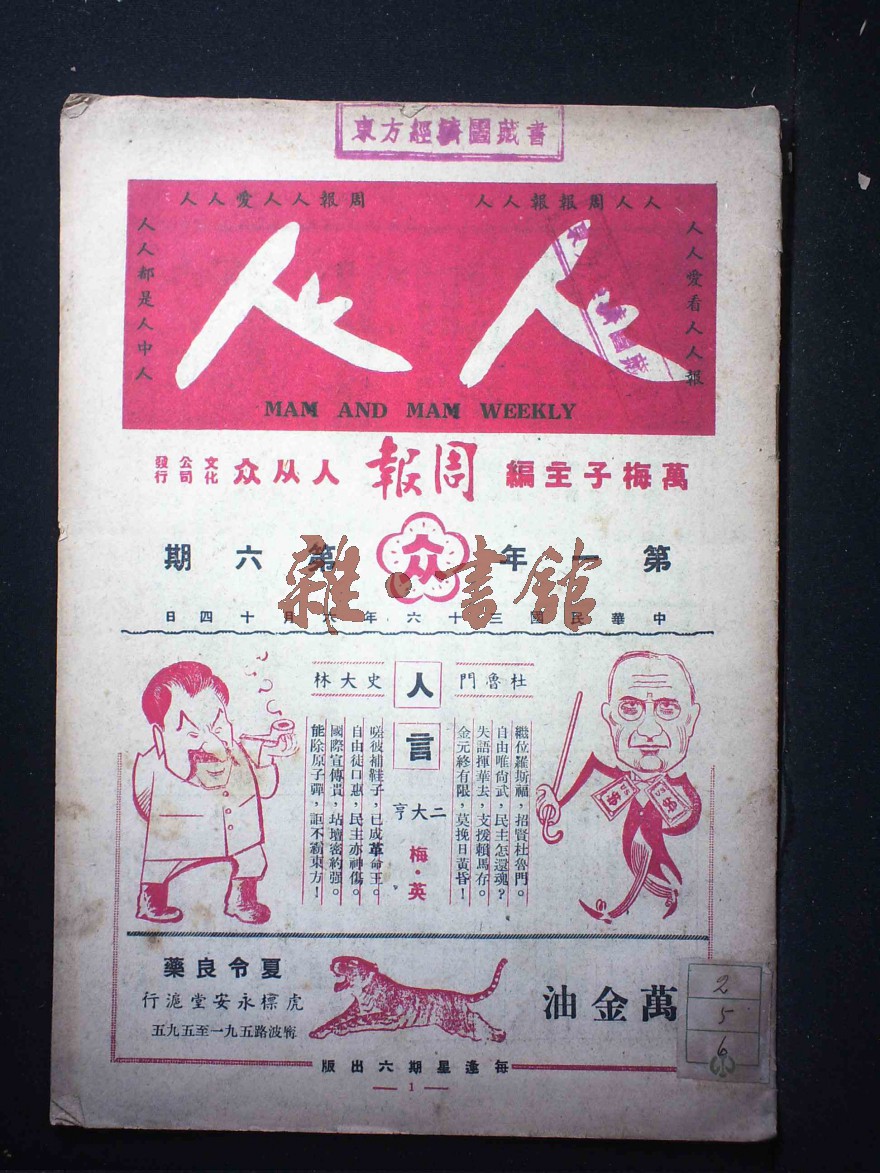 東方經濟圖藏書
人人周報報人人
周報人人愛人人
人人愛看人人報
人人都是人中人
人人
MAM AND MAM WEEKLY
萬梅子主編 周報 人从众 文化公司發行
第一年 众 第六期
雜·書館
中華民國三十六年六月十四日
人言
二大亨
梅·英
杜魯門
繼位羅斯福,招賢杜魯門。
自由唯尚武,民主怎還魂?
失語揮華去,支援賴馬存。
金元終有限,莫挽日黃昏!
史大林
嗟彼補鞋子,已成革命王。
自由徒口惠,民主亦神傷。
國際宣傳貴,坫壇密約强。
能除原子彈,詎不霸東方!
$
$
萬金油
夏令良藥
虎標永安堂滬行
寗波路五九一至五九五
2
5
6
每逢星期六出版
— 1 —